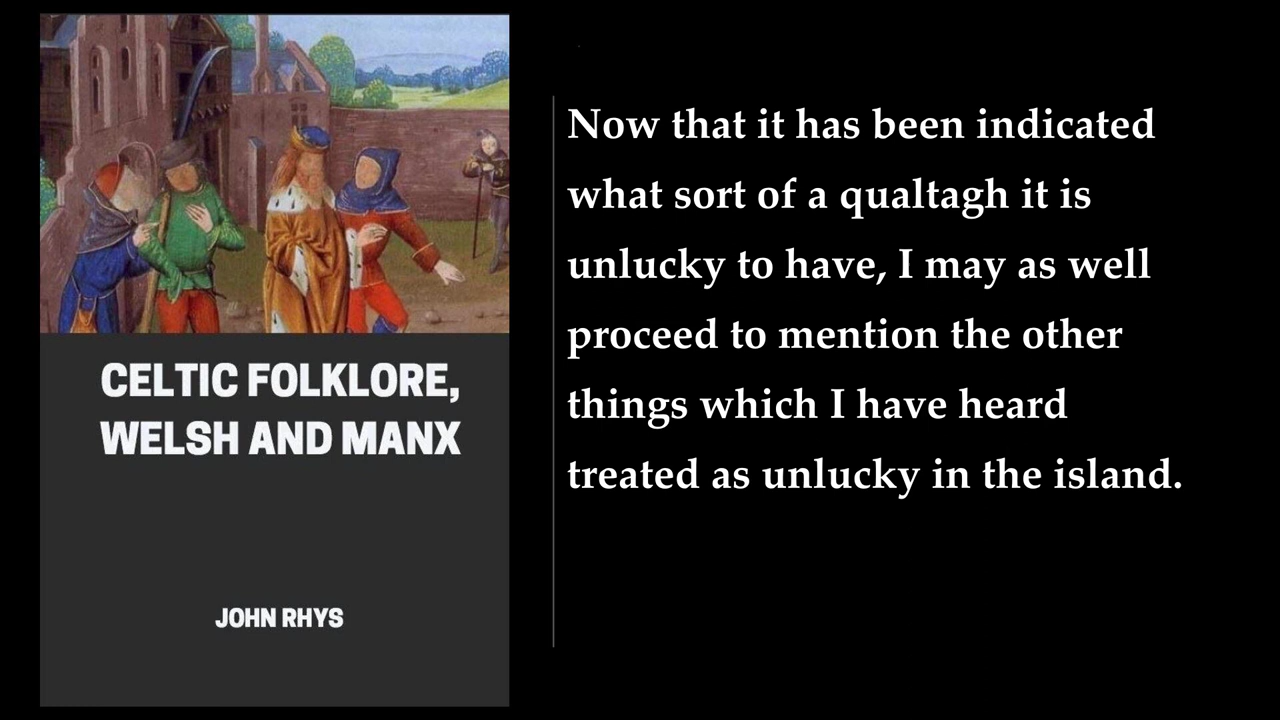 CELTIC FOLKLORE,
WELSH AND MANX
JOHN RHYS
Now that it has been indicated
what sort of a qualtagh it is
unlucky to have, I may as well
proceed to mention the other
things which I have heard
treated as unlucky in the island.